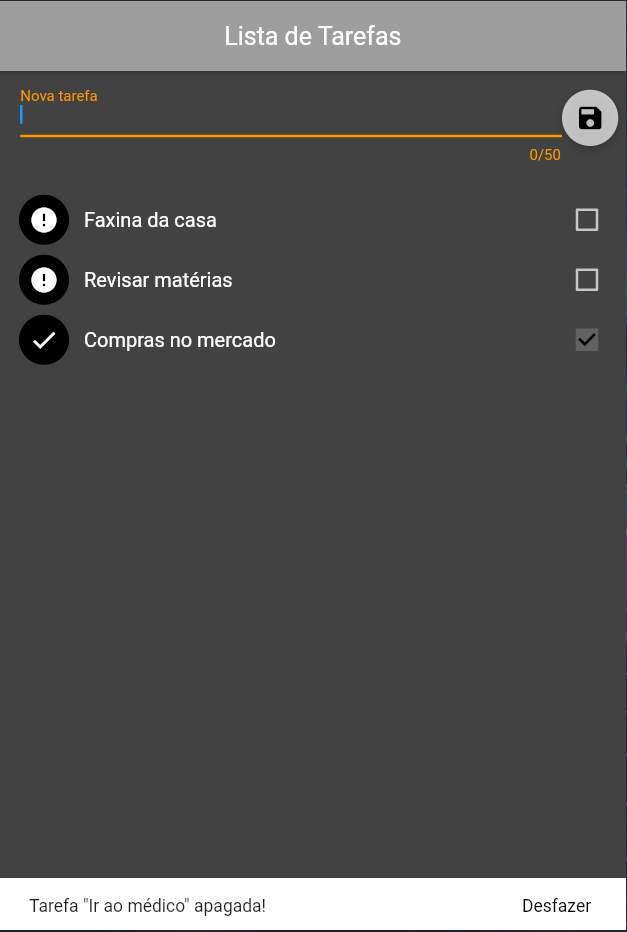 Lista de Tarefas
Nova tarefa
0/50
Faxina da casa
Revisar matérias
Compras no mercado
Tarefa "Ir ao médico" apagada! Desfazer